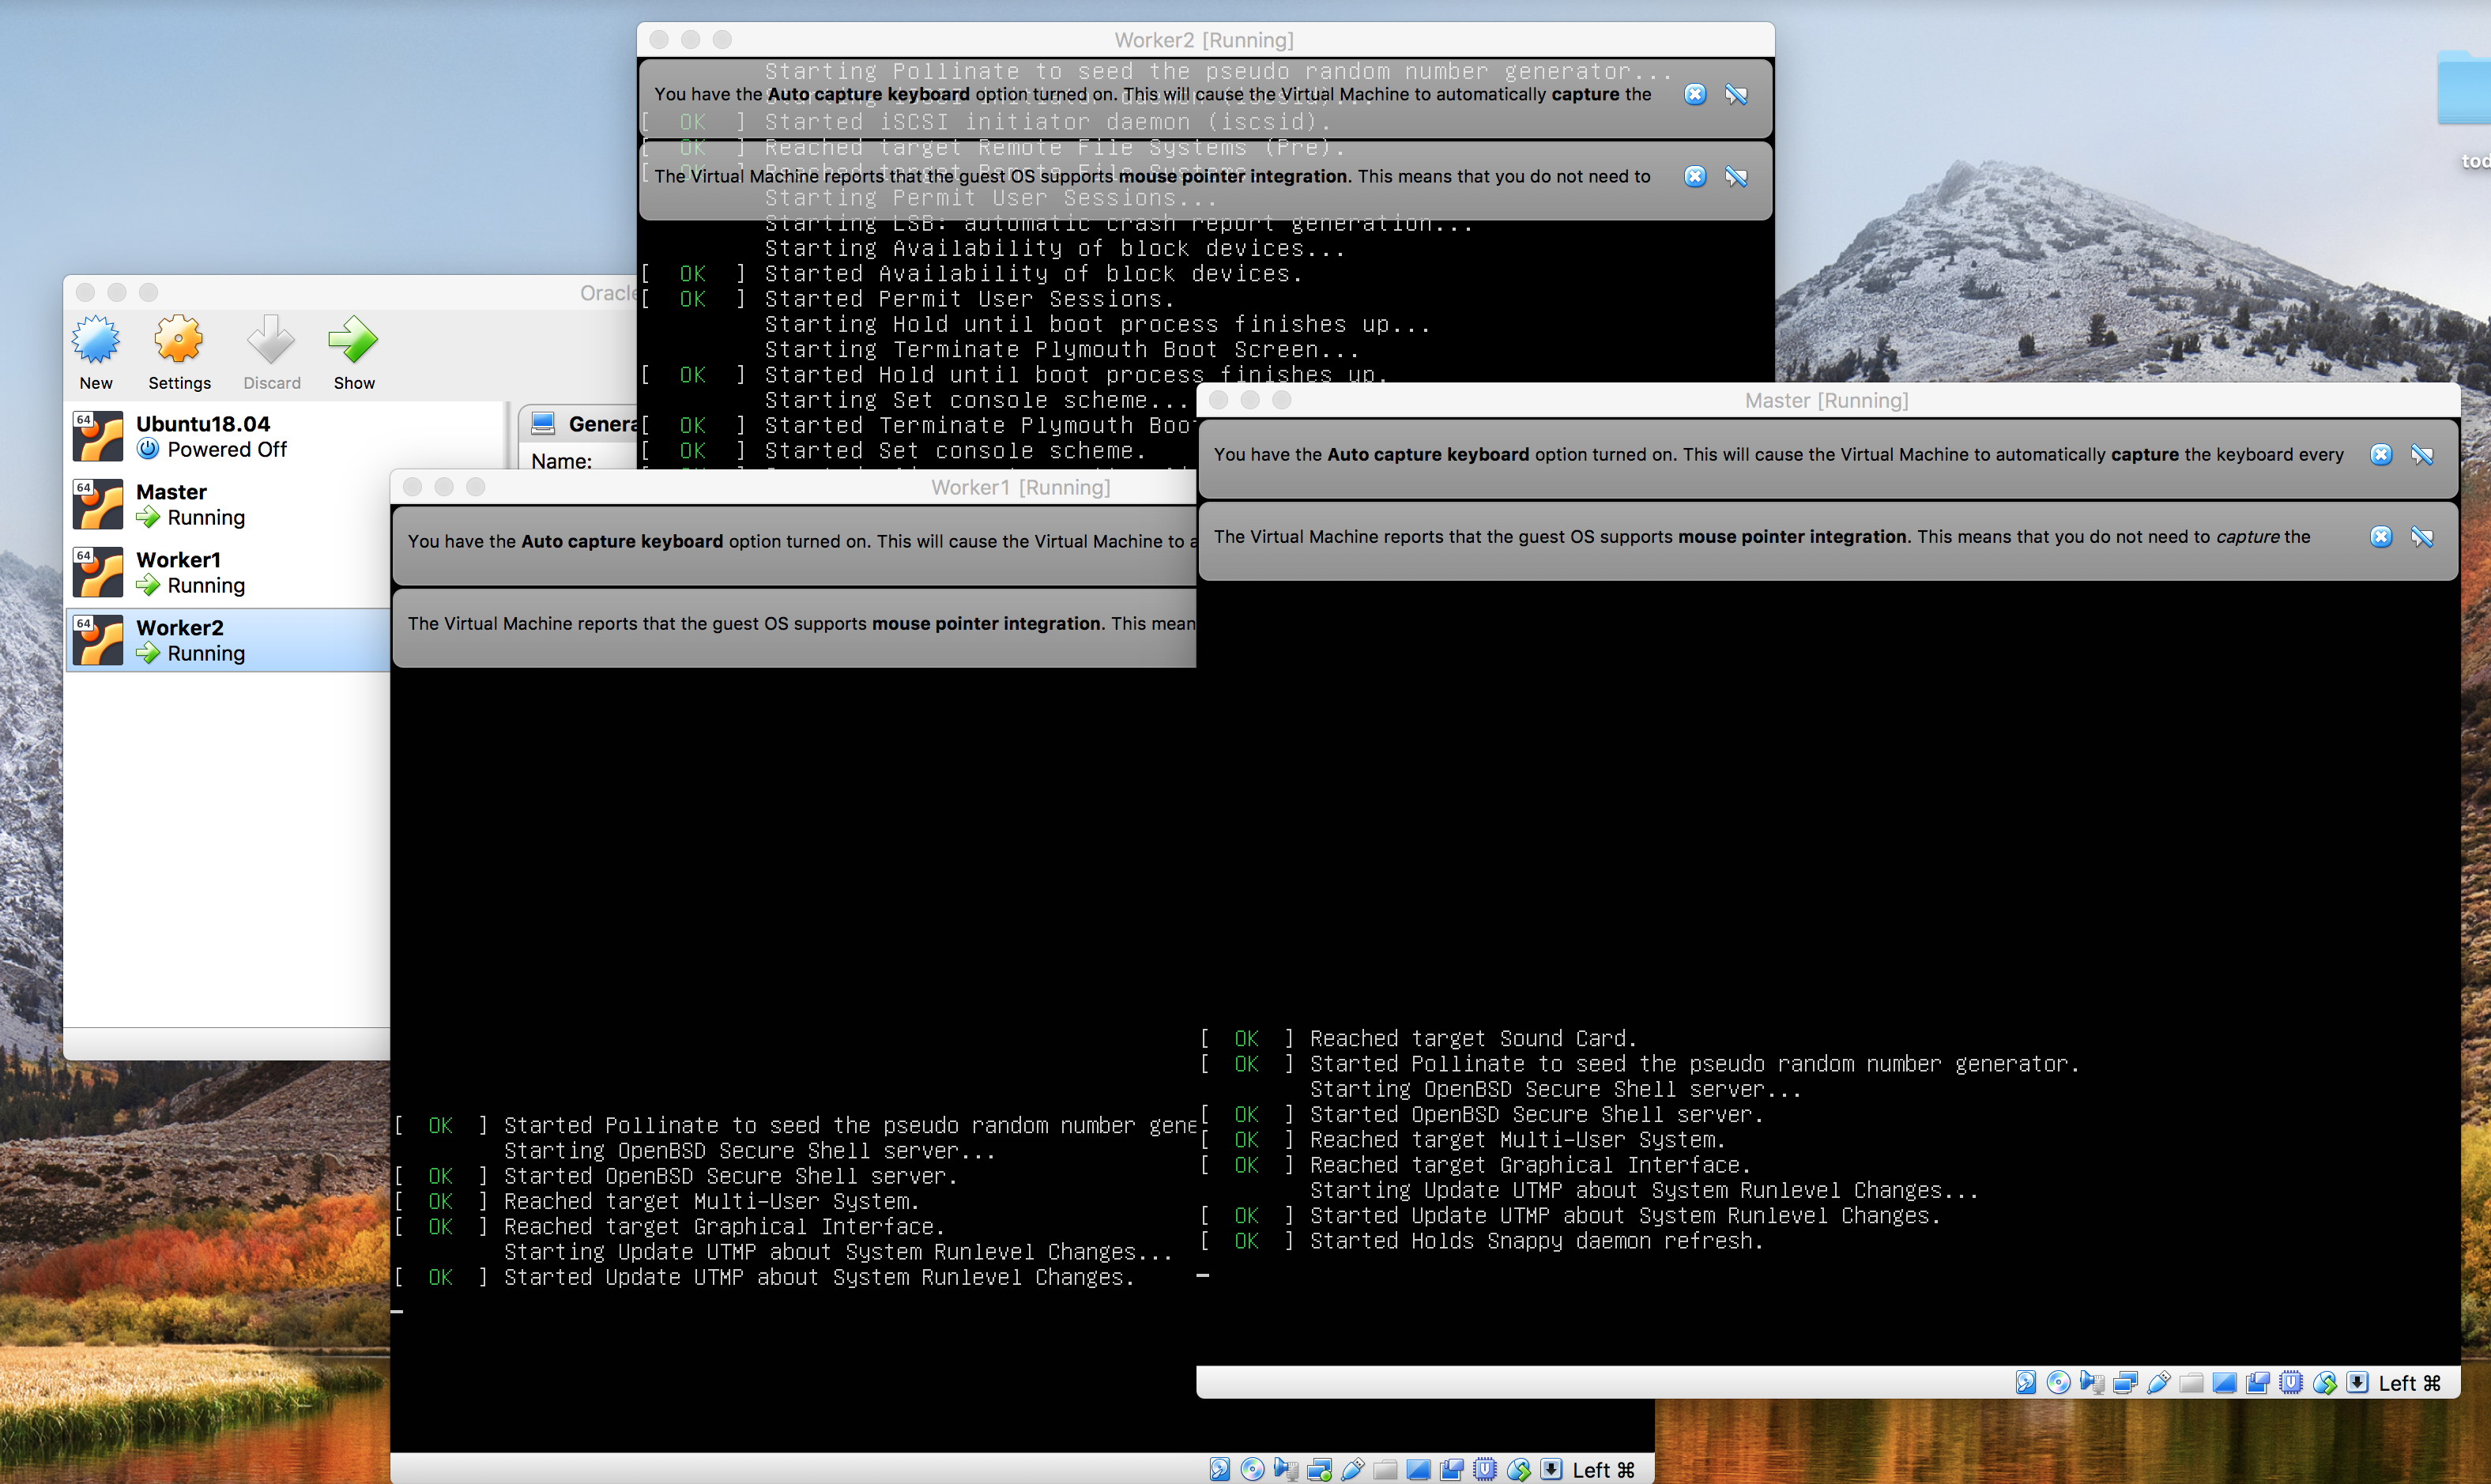 Worker2 [Running]
Starting Pollinate to seed the pseudo random number generator...
You have the Auto capture keyboard option turned on. This will cause the Virtual Machine to automatically capture the
Starting iSCSI initiator daemon (iscsid)...
[ OK ] Started iSCSI initiator daemon (iscsid).
[ OK ] Reached target Remote File Systems (Pre).
The Virtual Machine reports that the guest OS supports mouse pointer integration. This means that you do not need to
[ OK ] Reached target Remote File Systems.
Starting Permit User Sessions...
Starting LSB: automatic crash report generation...
Starting Availability of block devices...
[ OK ] Started Availability of block devices.
[ OK ] Started Permit User Sessions.
Starting Hold until boot process finishes up...
Starting Terminate Plymouth Boot Screen...
[ OK ] Started Hold until boot process finishes up.
Starting Set console scheme...
[ OK ] Started Terminate Plymouth Boo
[ OK ] Started Set console scheme.
tod
Oracle
New
Settings
Discard
Show
64
Ubuntu18.04
Powered Off
64
Master
Running
64
Worker1
Running
64
Worker2
Running
Genera
Name:
Worker1 [Running]
You have the Auto capture keyboard option turned on. This will cause the Virtual Machine to a
The Virtual Machine reports that the guest OS supports mouse pointer integration. This mean
[ OK ] Started Pollinate to seed the pseudo random number gene
Starting OpenBSD Secure Shell server...
[ OK ] Started OpenBSD Secure Shell server.
[ OK ] Reached target Multi-User System.
[ OK ] Reached target Graphical Interface.
Starting Update UTMP about System Runlevel Changes...
[ OK ] Started Update UTMP about System Runlevel Changes.
Left ⌘
Master [Running]
You have the Auto capture keyboard option turned on. This will cause the Virtual Machine to automatically capture the keyboard every
The Virtual Machine reports that the guest OS supports mouse pointer integration. This means that you do not need to capture the
[ OK ] Reached target Sound Card.
[ OK ] Started Pollinate to seed the pseudo random number generator.
Starting OpenBSD Secure Shell server...
[ OK ] Started OpenBSD Secure Shell server.
[ OK ] Reached target Multi-User System.
[ OK ] Reached target Graphical Interface.
Starting Update UTMP about System Runlevel Changes...
[ OK ] Started Update UTMP about System Runlevel Changes.
[ OK ] Started Holds Snappy daemon refresh.
Left ⌘